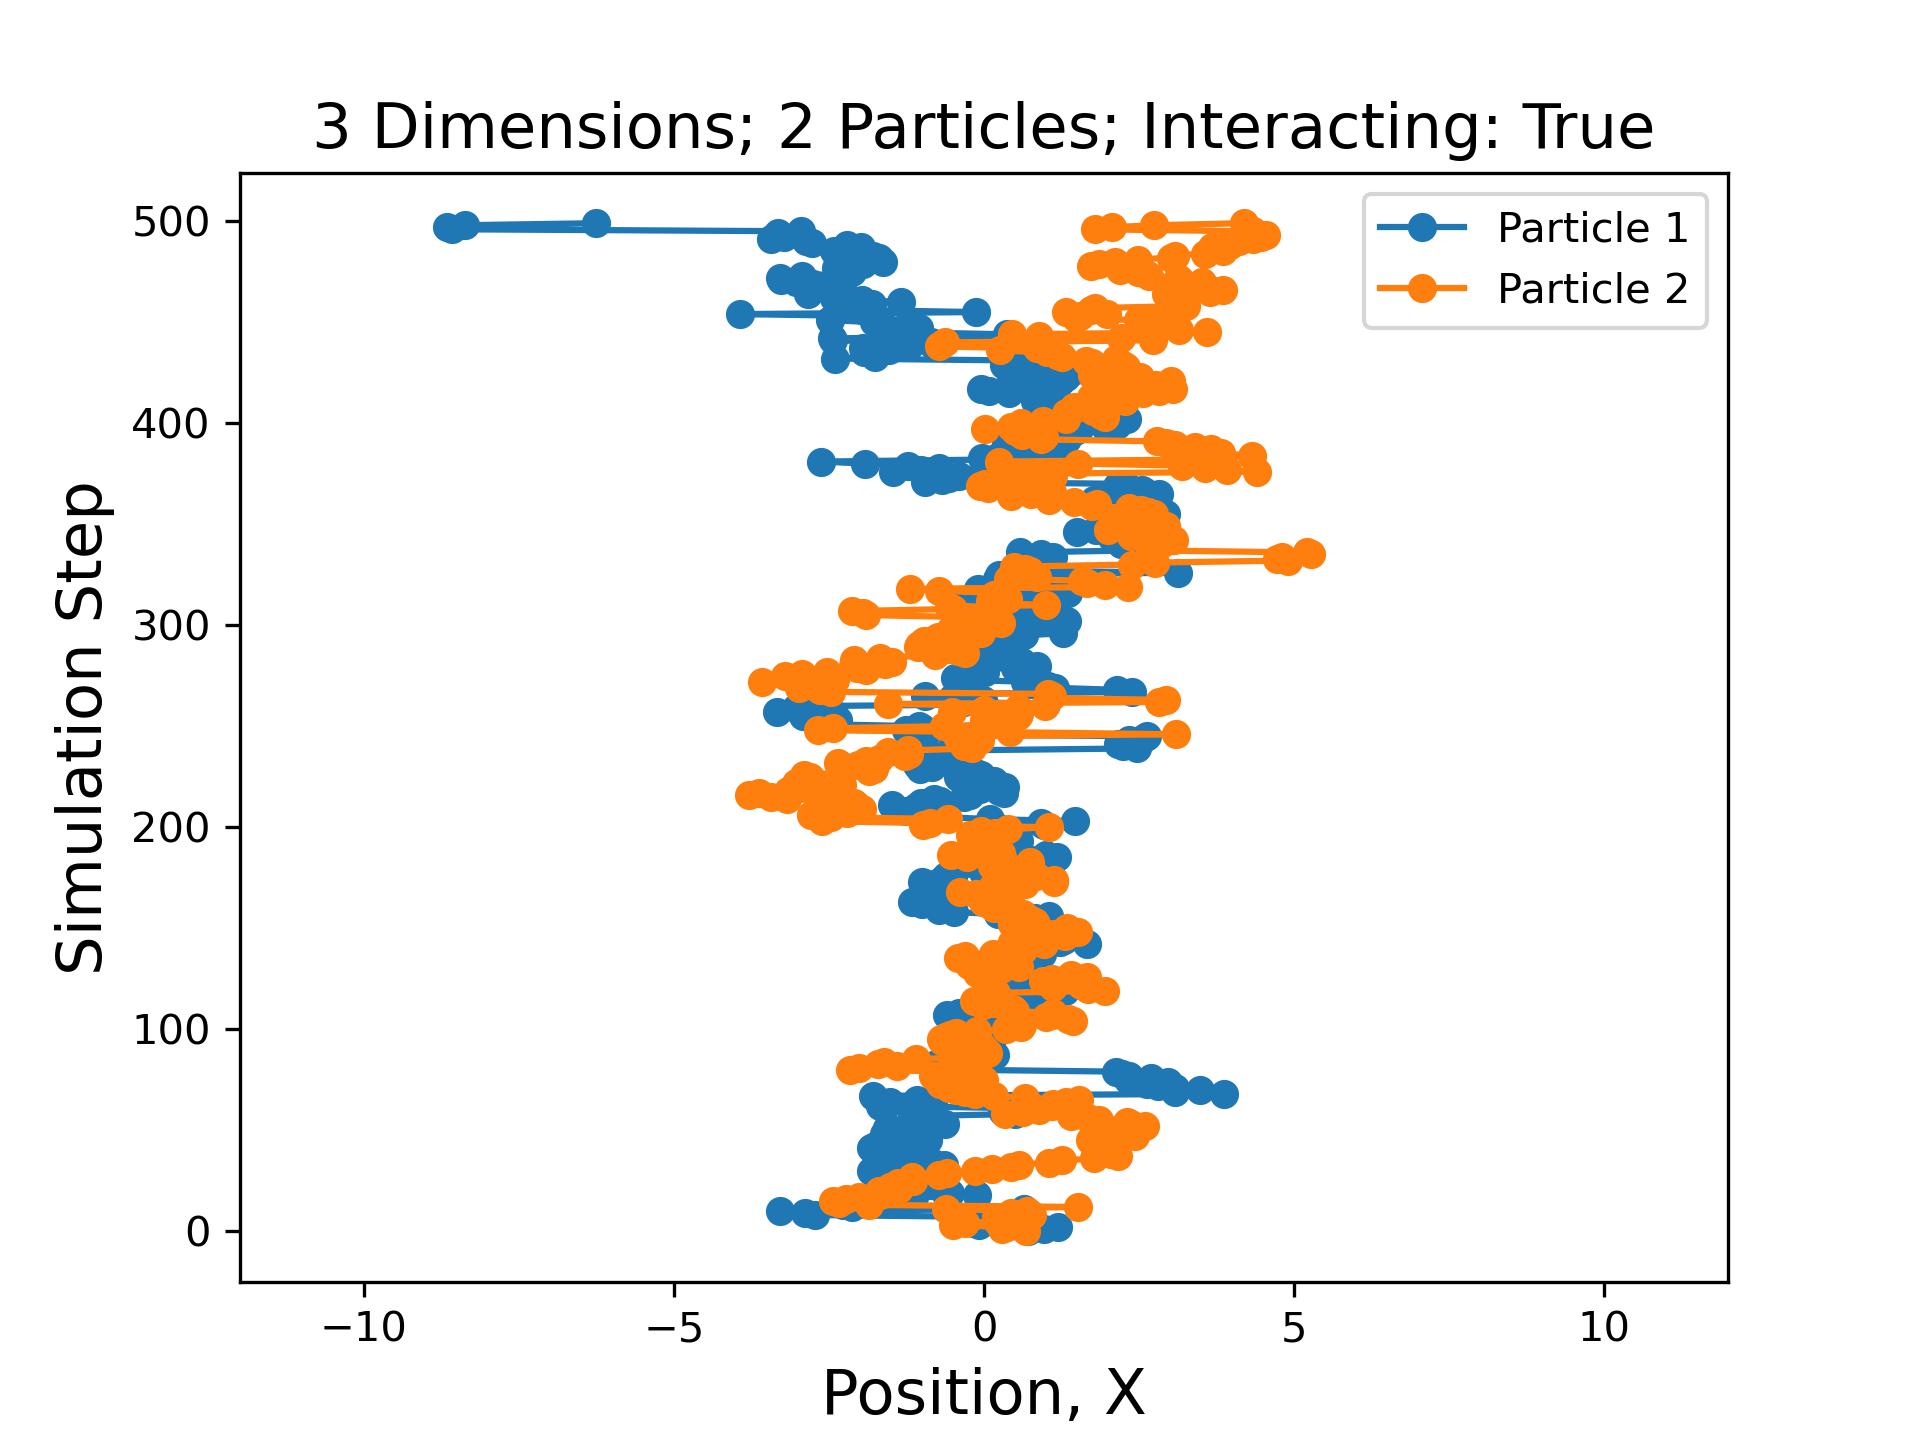 3 Dimensions; 2 Particles; Interacting: True
Particle 1
Particle 2
Simulation Step
500
400
300
200
100
0
−10
−5
0
5
10
Position, X